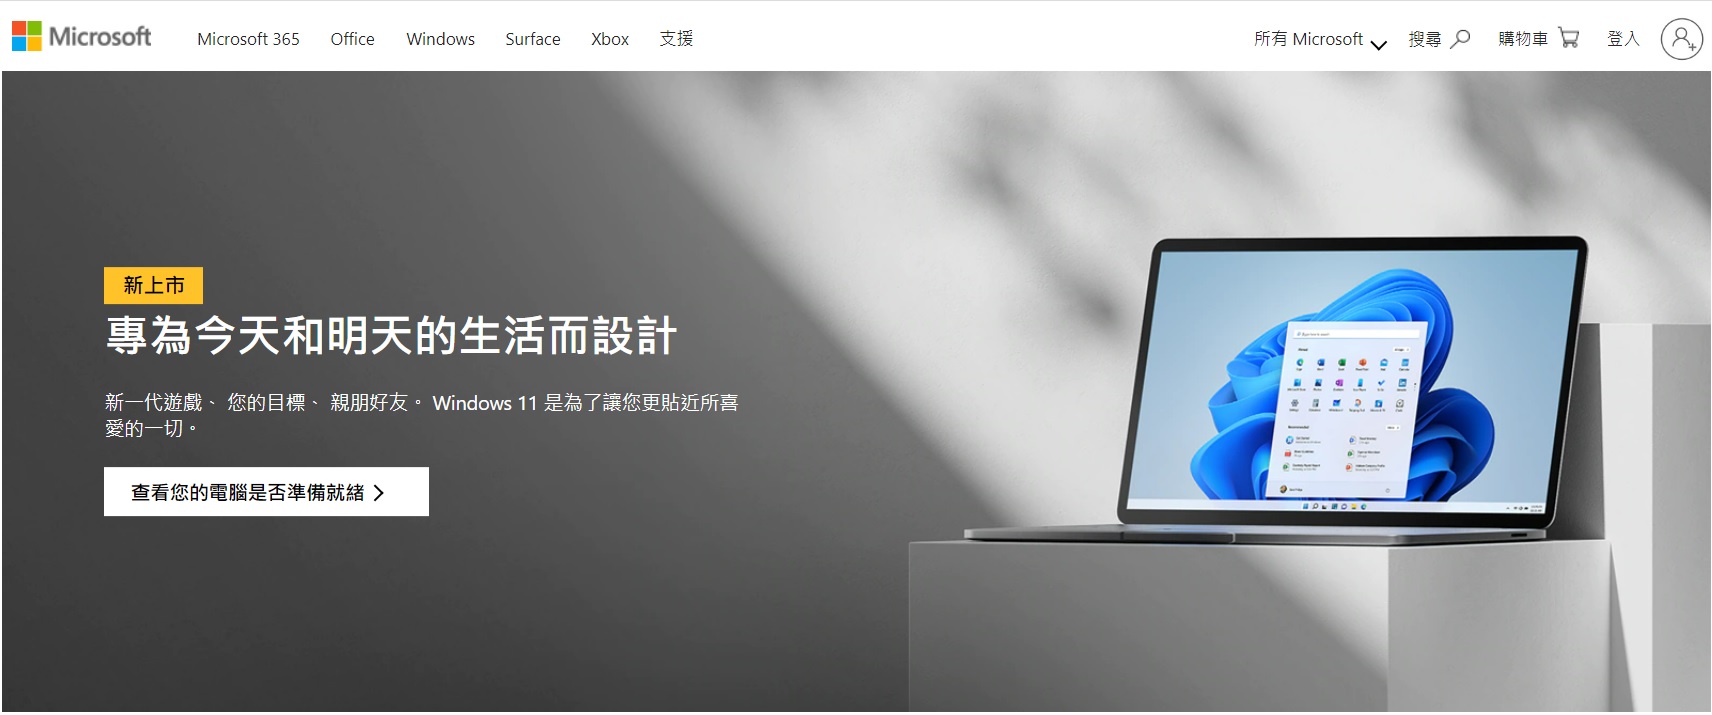 Microsoft
Microsoft 365 Office Windows Surface Xbox 支援
所有 Microsoft 搜尋 購物車 登入
新上市
專為今天和明天的生活而設計
新一代遊戲、 您的目標、 親朋好友。 Windows 11 是為了讓您更貼近所喜
愛的一切。
查看您的電腦是否準備就緒